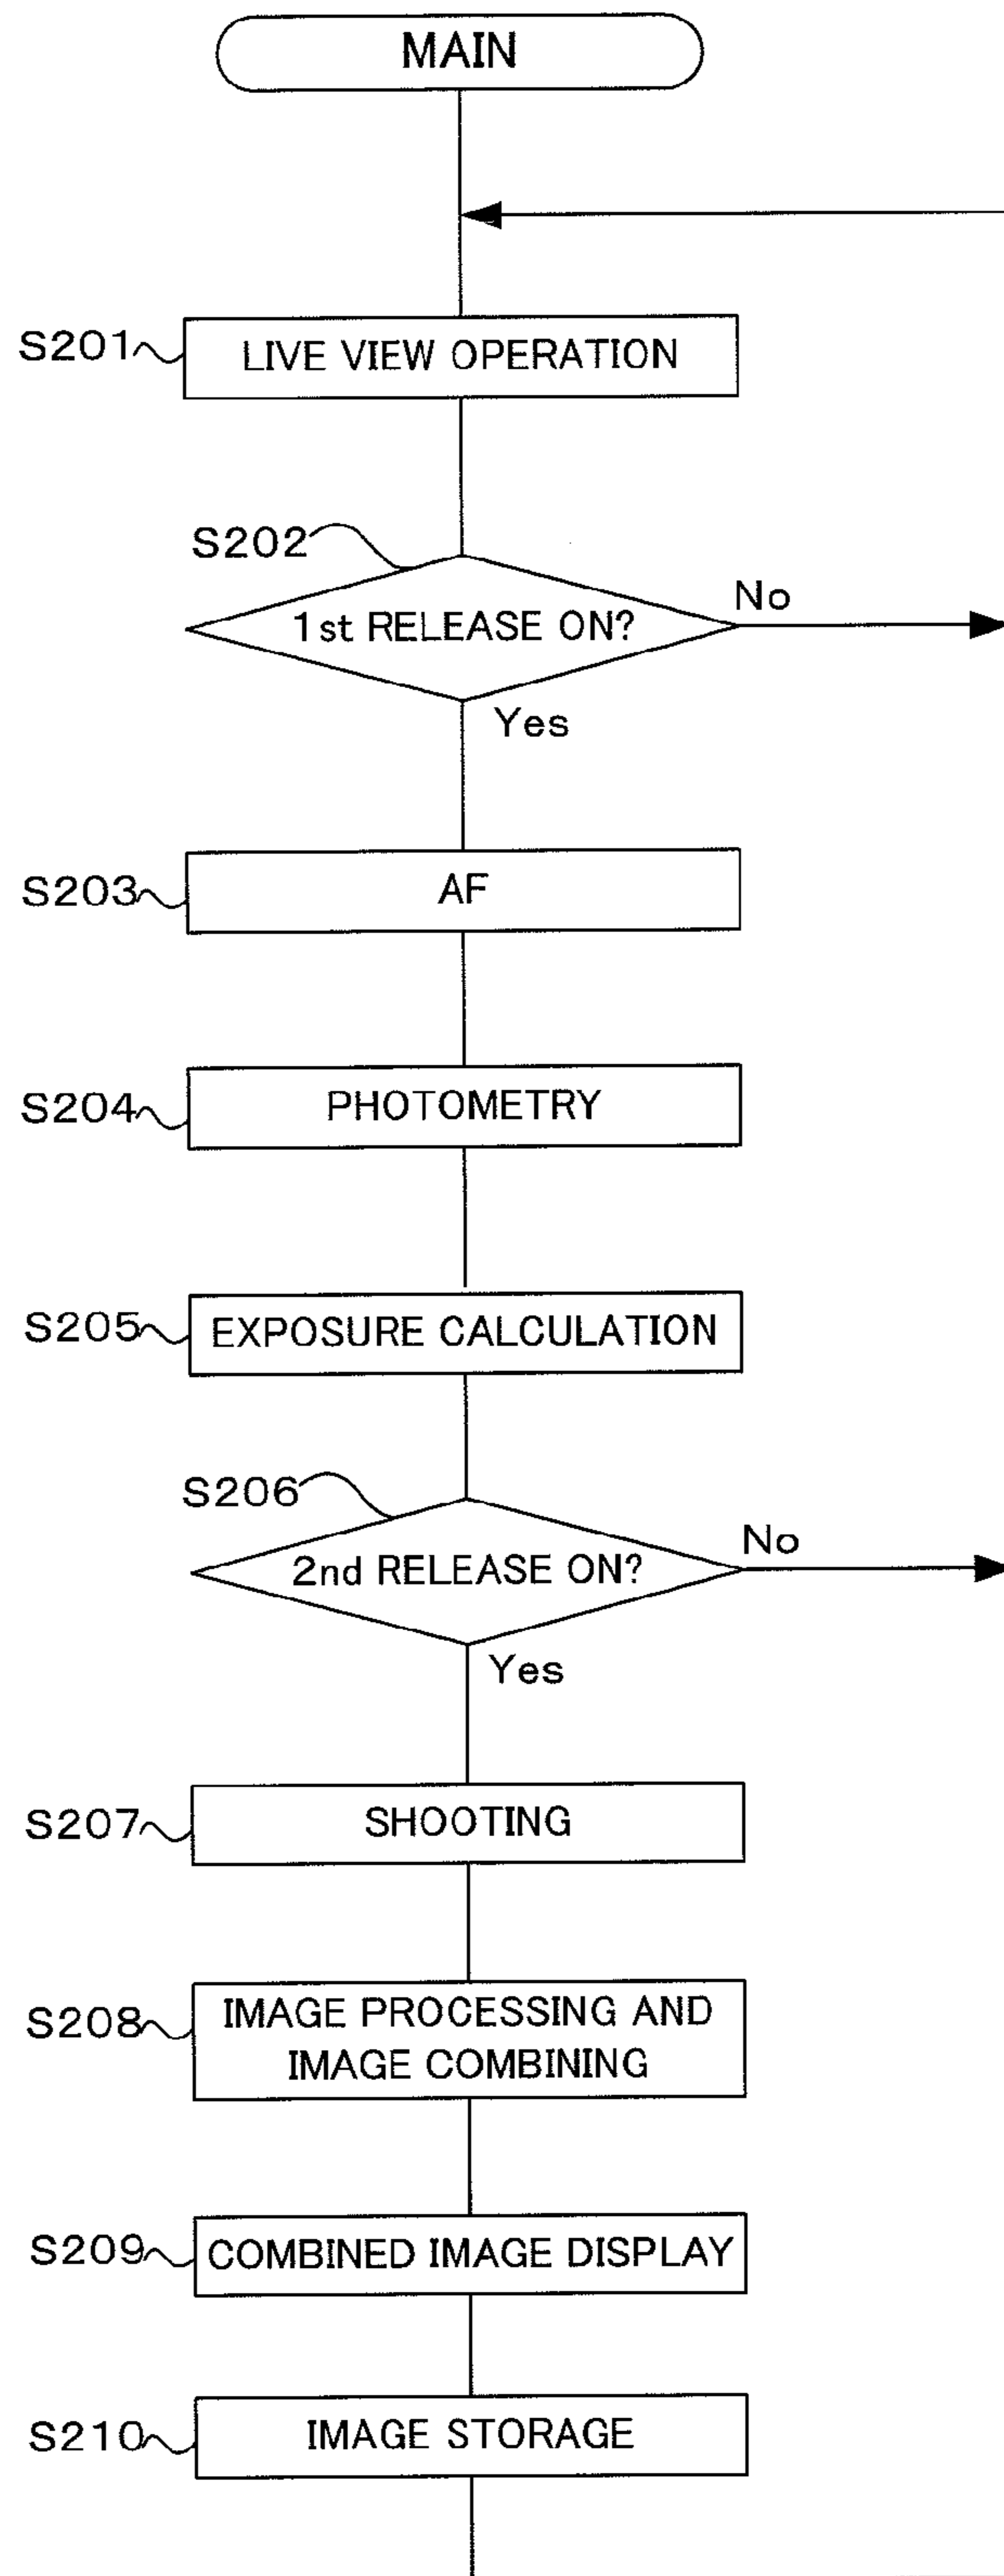 MAIN
S201
LIVE VIEW OPERATION
S202
1st RELEASE ON?
No
Yes
S203
AF
S204
PHOTOMETRY
S205
EXPOSURE CALCULATION
S206
2nd RELEASE ON?
No
Yes
S207
SHOOTING
S208
IMAGE PROCESSING AND
IMAGE COMBINING
S209
COMBINED IMAGE DISPLAY
S210
IMAGE STORAGE